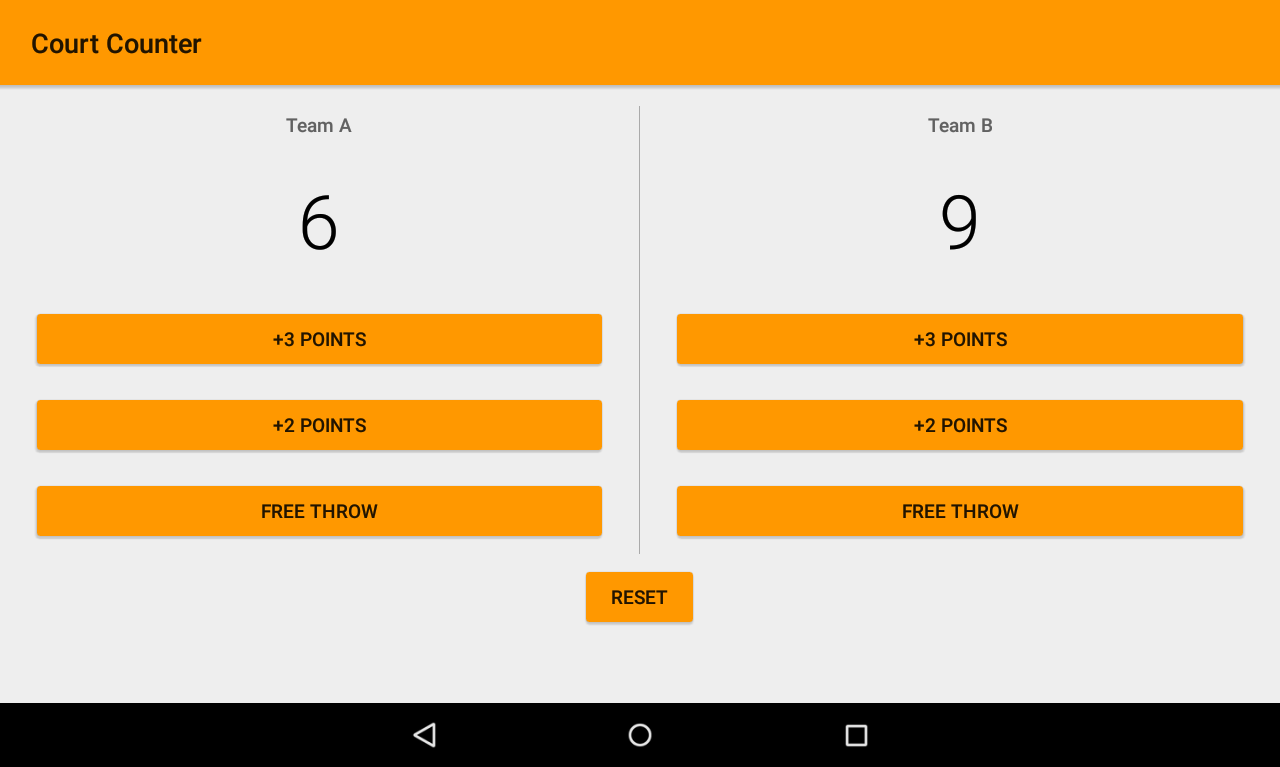 Court Counter
Team A
6
+3 POINTS
+2 POINTS
FREE THROW
Team B
9
+3 POINTS
+2 POINTS
FREE THROW
RESET